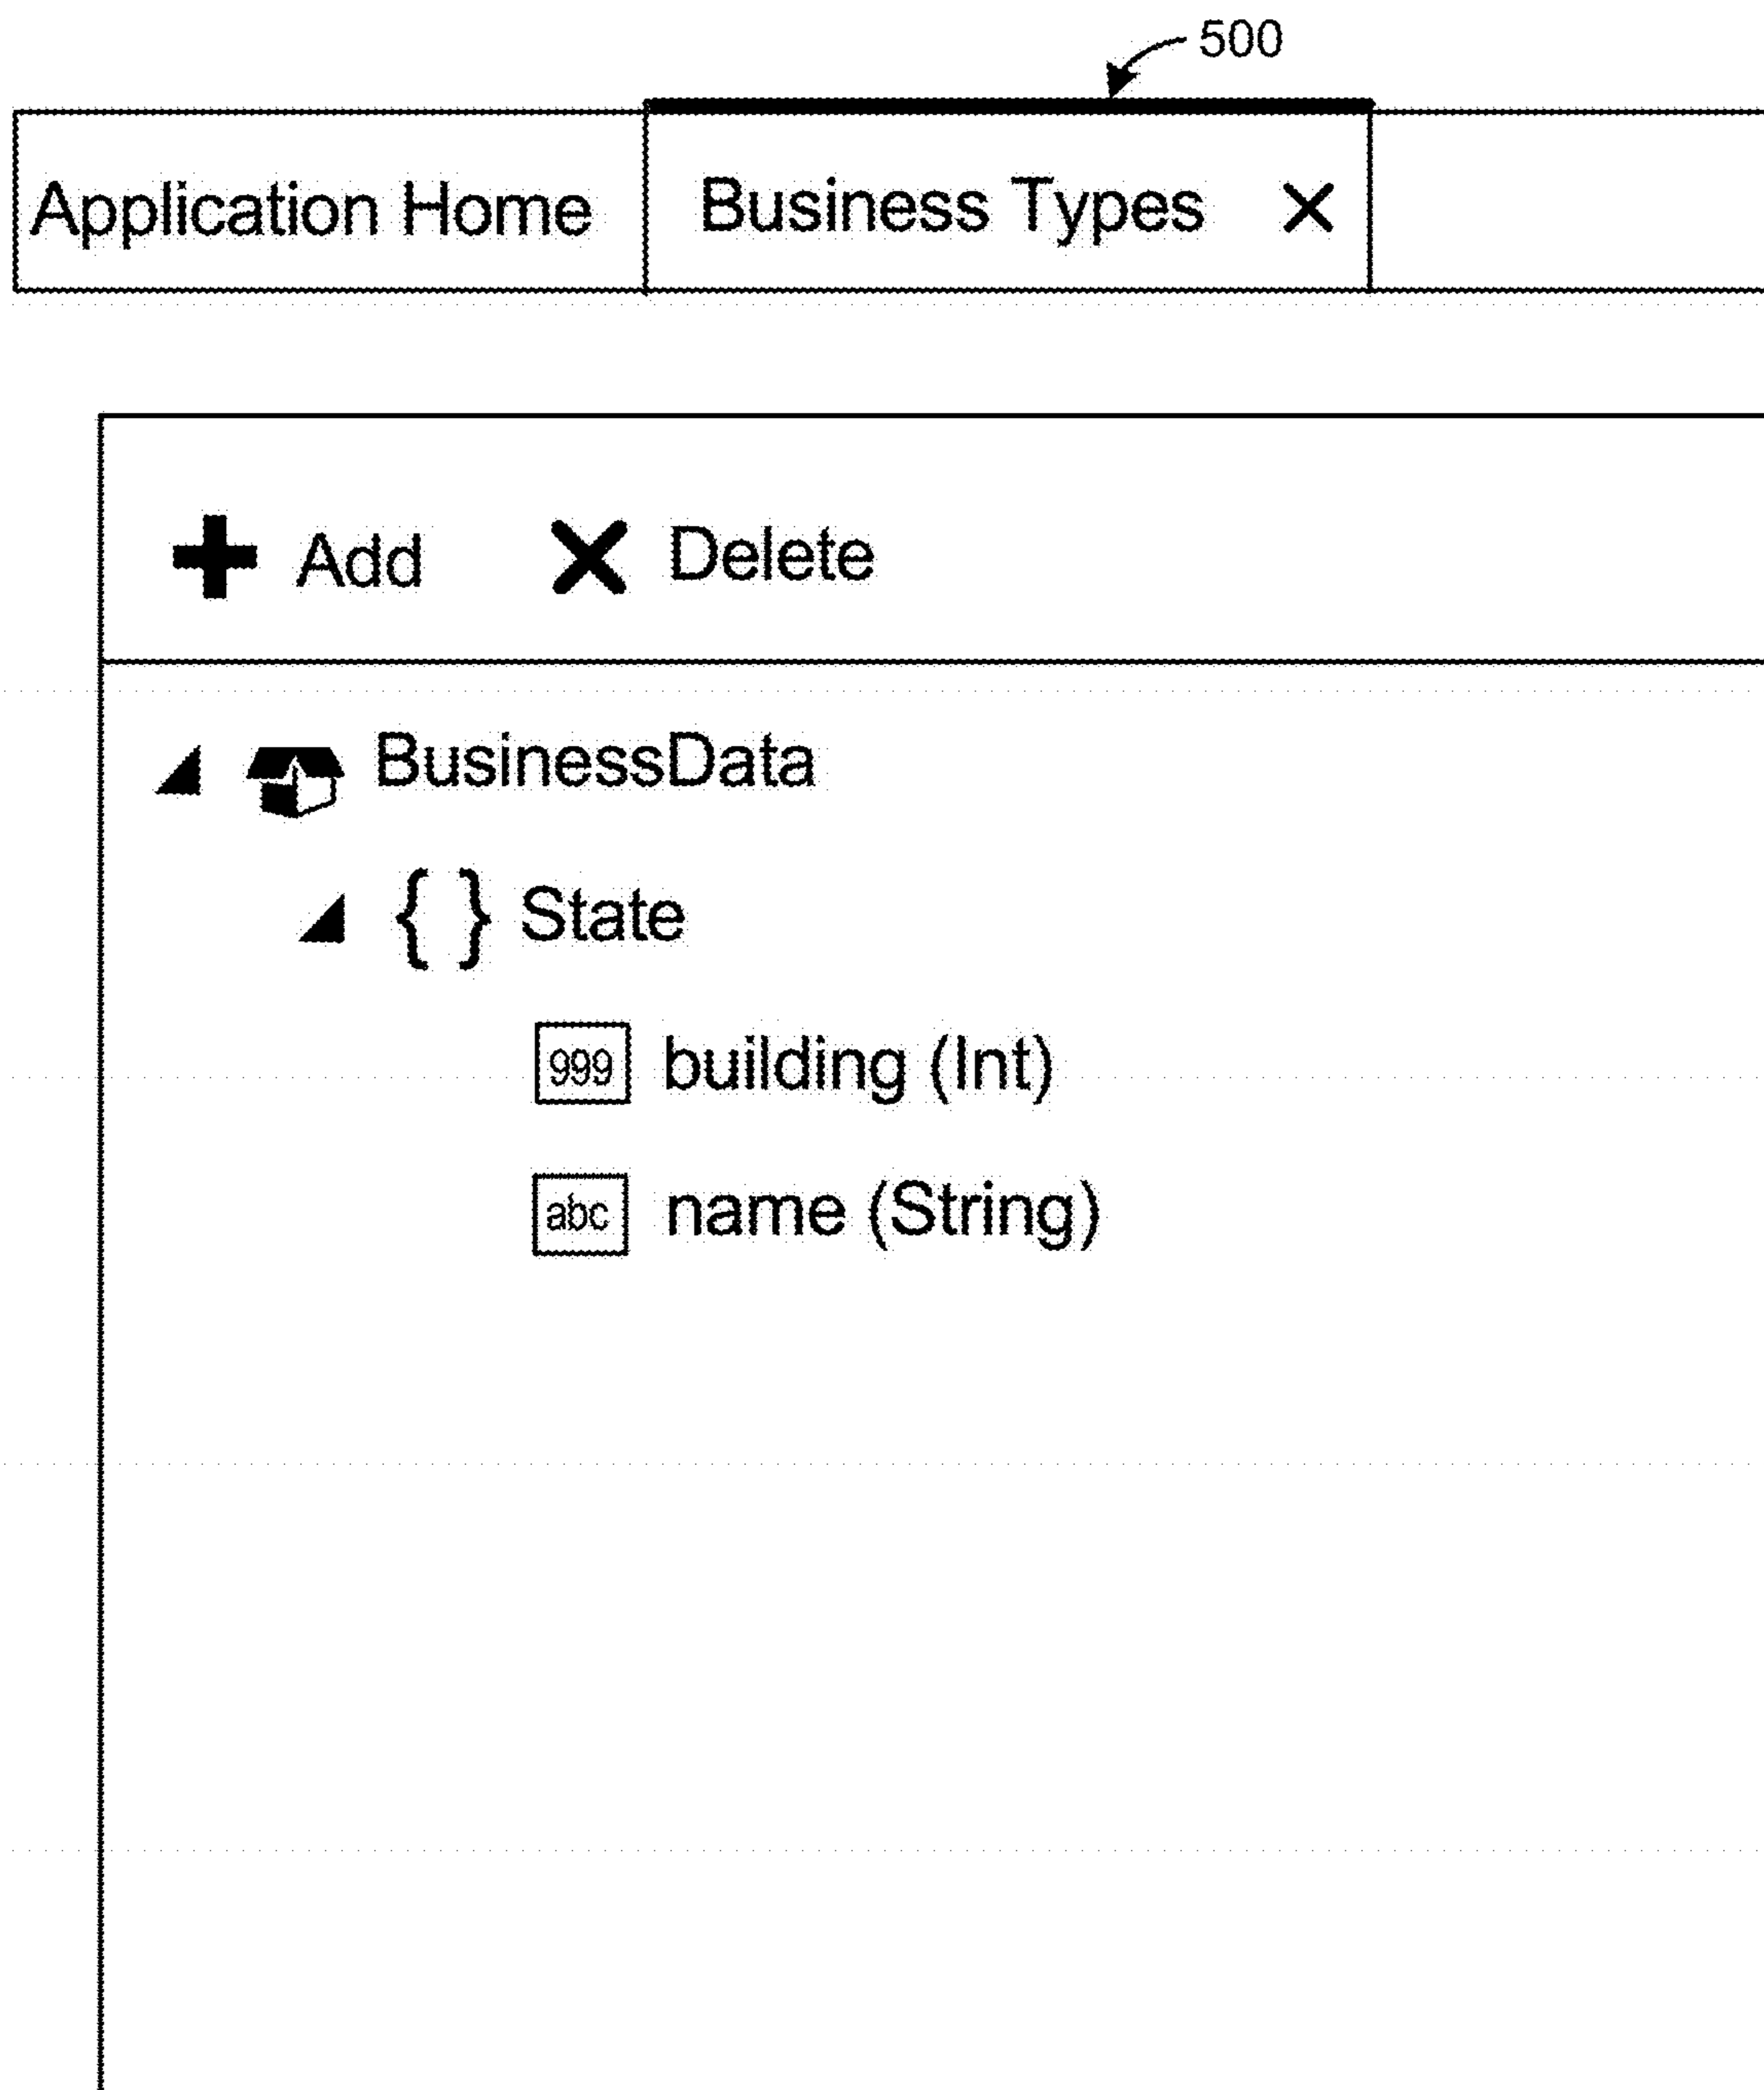 500
Application Home Business Types ×
Add Delete
BusinessData
{ } State
999 building (Int)
abc name (String)